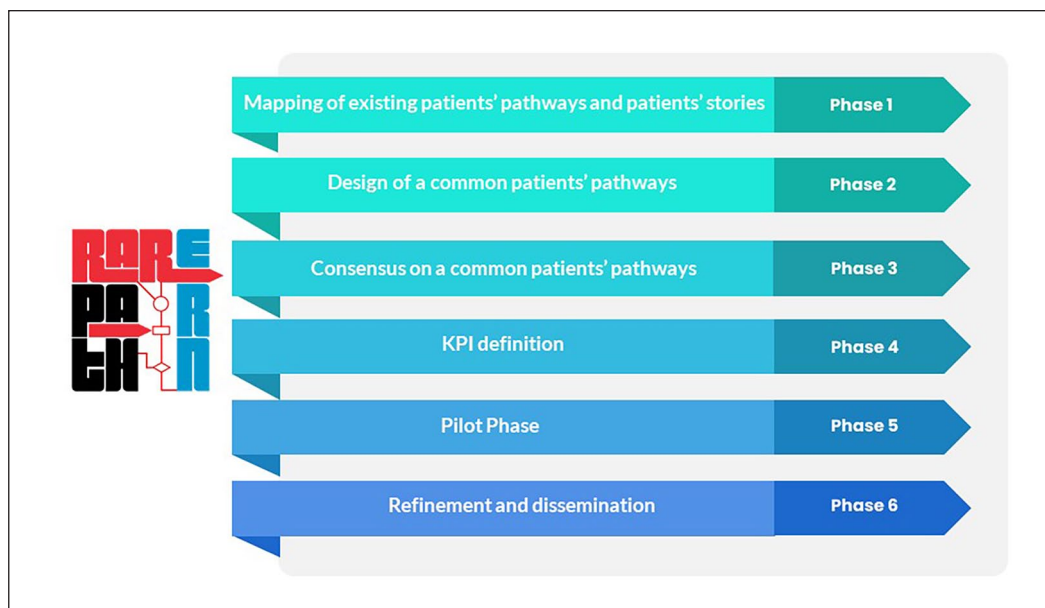 Mapping of existing patients' pathways and patients' stories Phase 1
Design of a common patients' pathways Phase 2
Consensus on a common patients' pathways Phase 3
KPI definition Phase 4
Pilot Phase Phase 5
Refinement and dissemination Phase 6
RARE
PA R
tH n